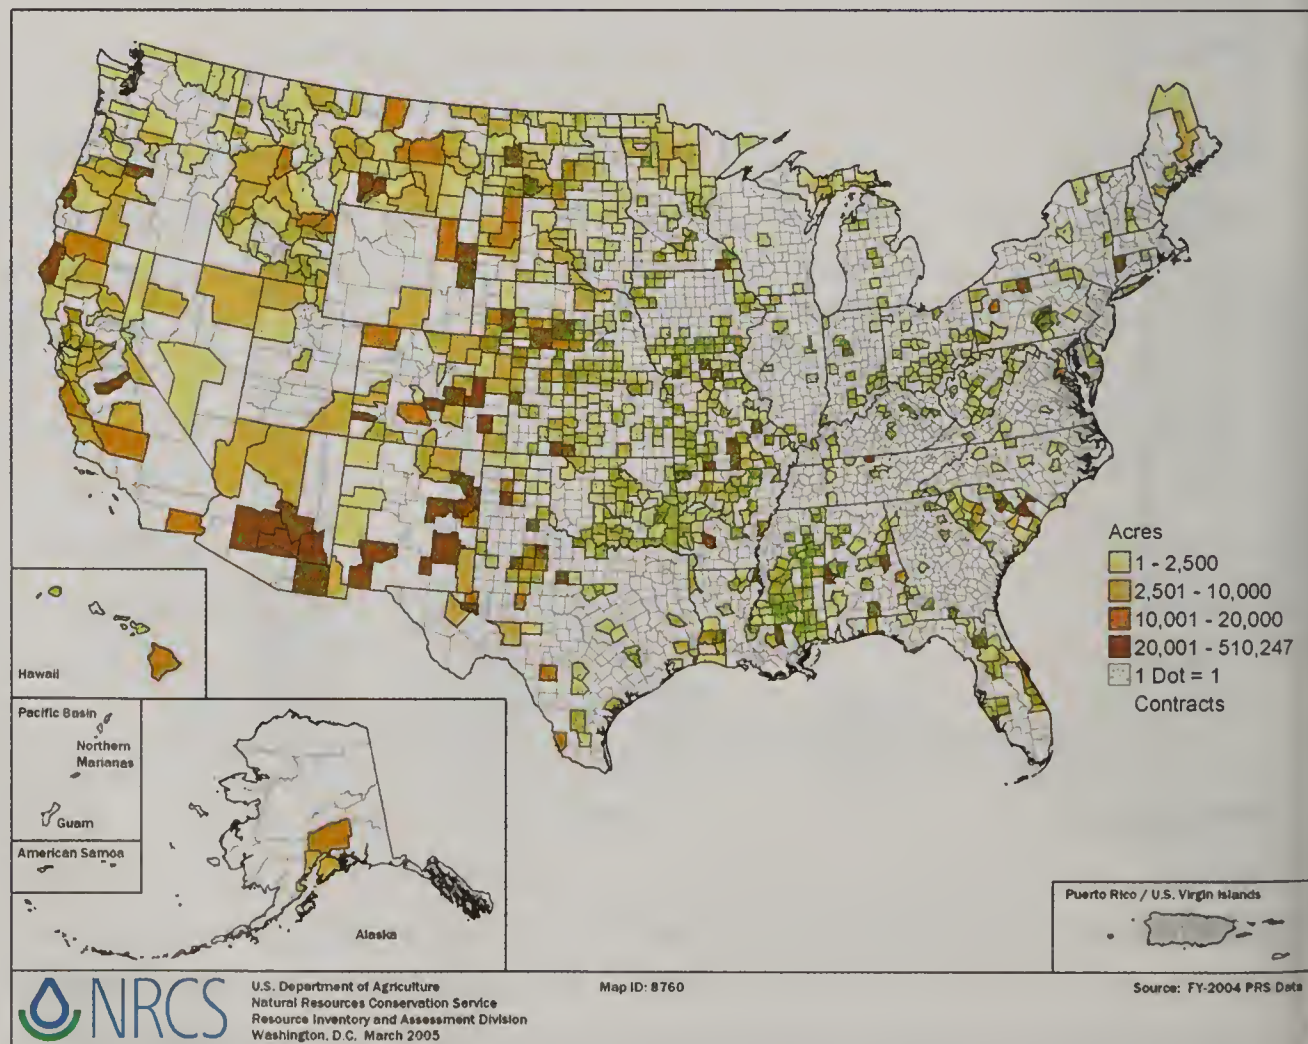 Acres
1 - 2,500
2,501 - 10,000
10,001 - 20,000
20,001 - 510,247
1 Dot = 1
Contracts
Hawaii
Pacific Basin
Northern
Marianas
Guam
American Samoa
Alaska
Puerto Rico / U.S. Virgin Islands
NRCS
U.S. Department of Agriculture
Natural Resources Conservation Service
Resource Inventory and Assessment Division
Washington, D.C. March 2005
Map ID: 8760
Source: FY-2004 PRS Data